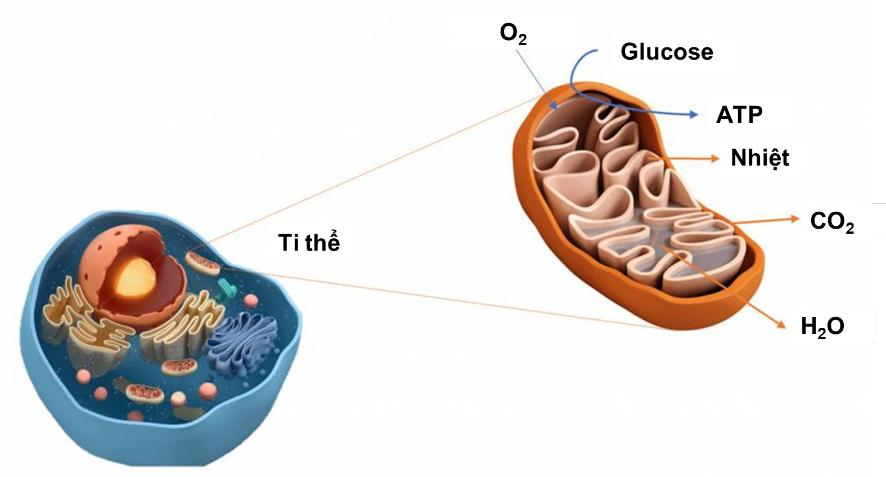 O₂
Glucose
ATP
Nhiệt
CO₂
Ti thể
H₂O